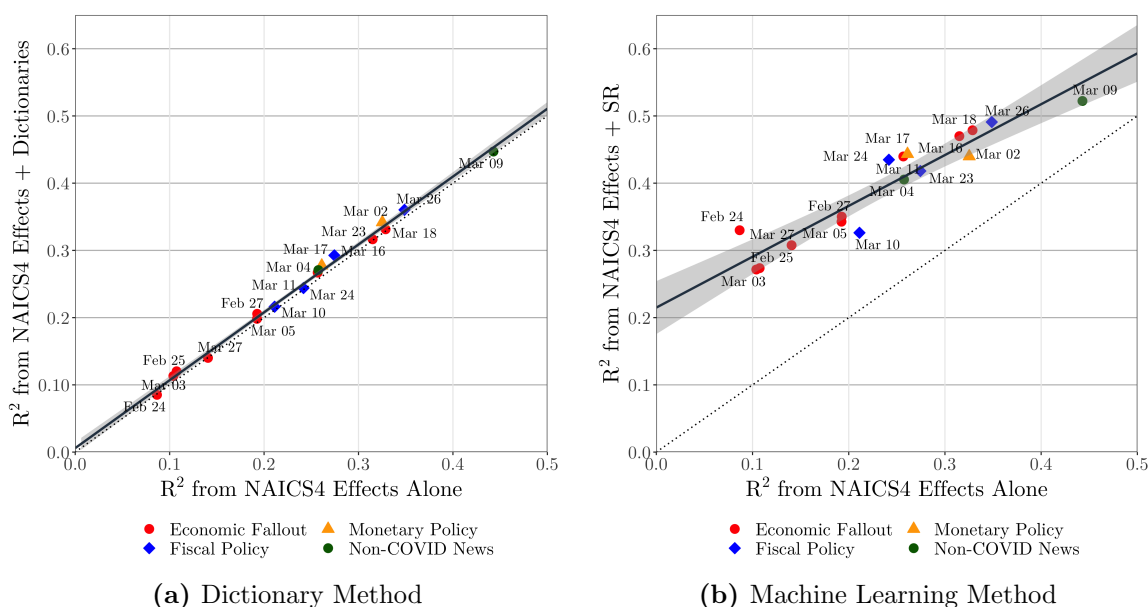 R² from NAICS4 Effects + Dictionaries
0.6
0.5
0.4
0.3
0.2
0.10
0.0
0.0 0.1 0.2 0.3 0.4 0.5
Mar 09
Mar 26
Mar 02
Mar 23
Mar 18
Mar 17
Mar 16
Mar 04
Mar 11
Mar 24
Feb 27
Mar 10
Mar 05
Mar 27
Feb 25
Mar 03
Feb 24
R² from NAICS4 Effects Alone
Economic Fallout
Monetary Policy
Fiscal Policy
Non-COVID News
(a) Dictionary Method
R² from NAICS4 Effects + SR
0.6
0.5
0.4
0.3
0.2
0.1
0.0
0.0 0.1 0.2 0.3 0.4 0.5
Mar 09
Mar 26
Mar 18
Mar 17
Mar 16
Mar 24
Mar 02
Mar 11
Mar 23
Mar 04
Feb 27
Feb 24
Mar 27
Mar 05
Mar 10
Feb 25
Mar 03
R² from NAICS4 Effects Alone
Economic Fallout
Monetary Policy
Fiscal Policy
Non-COVID News
(b) Machine Learning Method